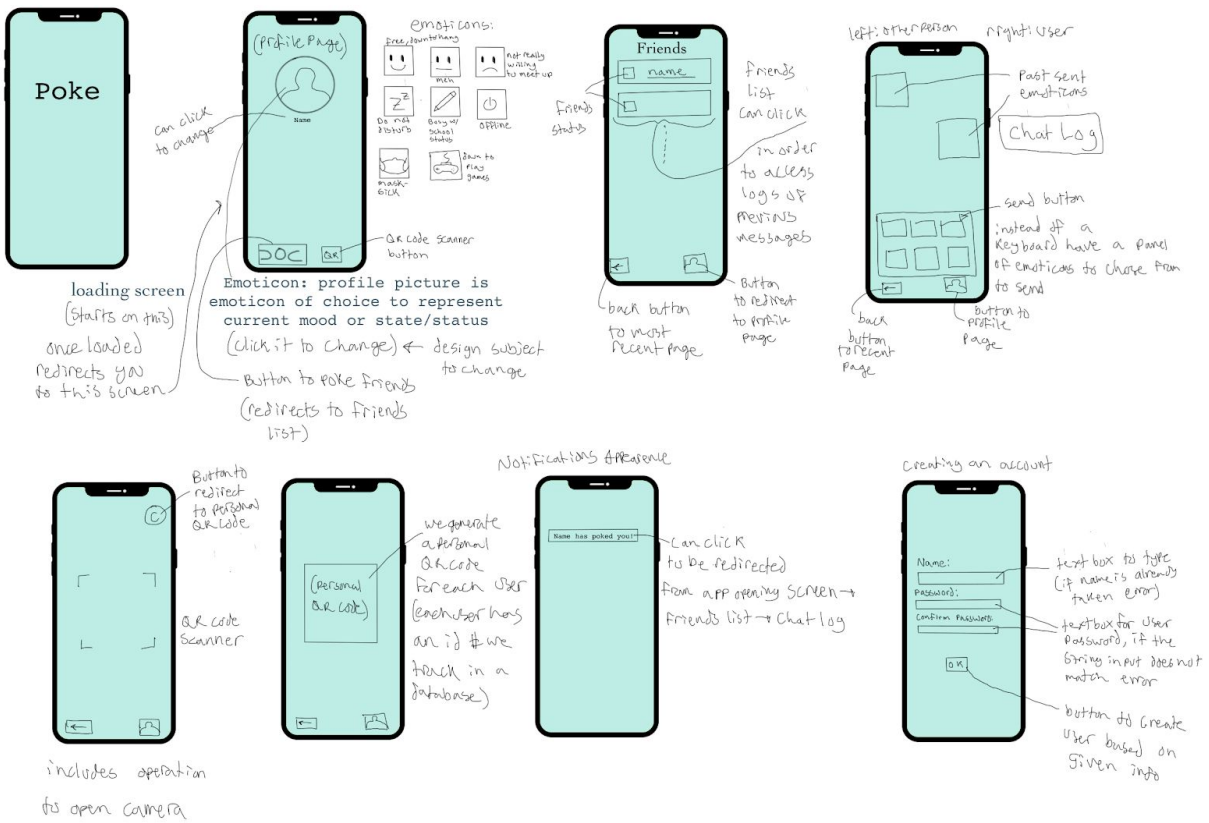 Poke
loading screen
(Starts on this)
once loaded
redirects you
to this screen
(Profile Page)
Name
can click
to change
DOC
QR
QR code scanner
button
Emoticon: profile picture is
emoticon of choice to represent
current mood or state/status
(click it to change) ← design subject
to change
Button to poke friends
(redirects to friends
list)
emoticons:
free, down to hang
meh
not really
willing
to meet up
zz
Do not
disturb
Busy w/
school
status
offline
mask-
sick
down to
play
games
Friends
name
friends
status
friends
list
can click
in order
to access
logs of
previous
messages
back button
to most
recent page
Button
to redirect
to profile
page
left: other person
right: user
Past sent
emoticons
Chat Log
send button
instead of a
keyboard have a panel
of emoticons to choose from
to send
back
button
to recent
page
button to
profile
page
Button to
redirect
to personal
QR code
C
QR code
scanner
includes operation
to open camera
(personal
QR code)
we generate
a personal
QR code
for each user
(each user has
an id # we
track in a
database)
Notifications Appearence
Name has poked you!
can click
to be redirected
from app opening screen →
friends list → chat log
Creating an account
Name:
Password:
Confirm Password:
OK
textbox to type
(if name is already
taken error)
textbox for user
password, if the
string input does not
match error
button to create
user based on
given info